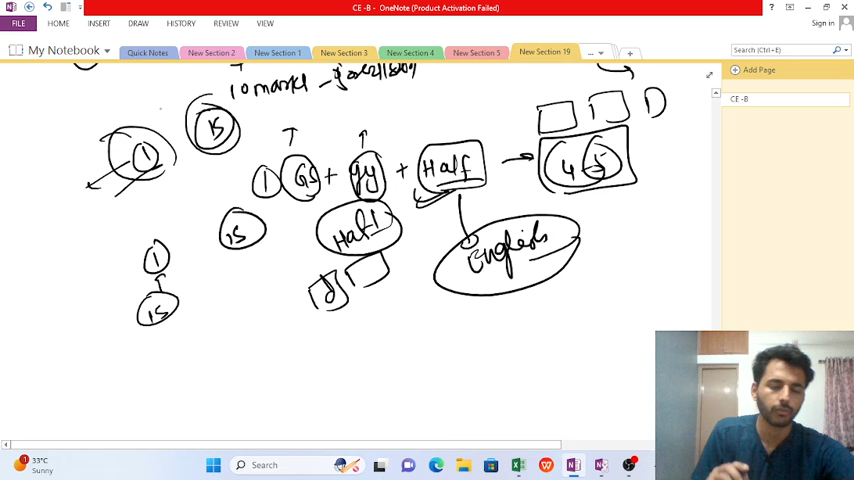 CE -B - OneNote (Product Activation Failed)
FILE HOME INSERT DRAW HISTORY REVIEW VIEW
Sign in
My Notebook Quick Notes New Section 2 New Section 1 New Section 3 New Section 4 New Section 5 New Section 19
Search (Ctrl+E)
Add Page
CE -B
10 market -
15
1
1 GS + gy + Half → 4-5
15 Half
English
1
15
33°C
Sunny
Search